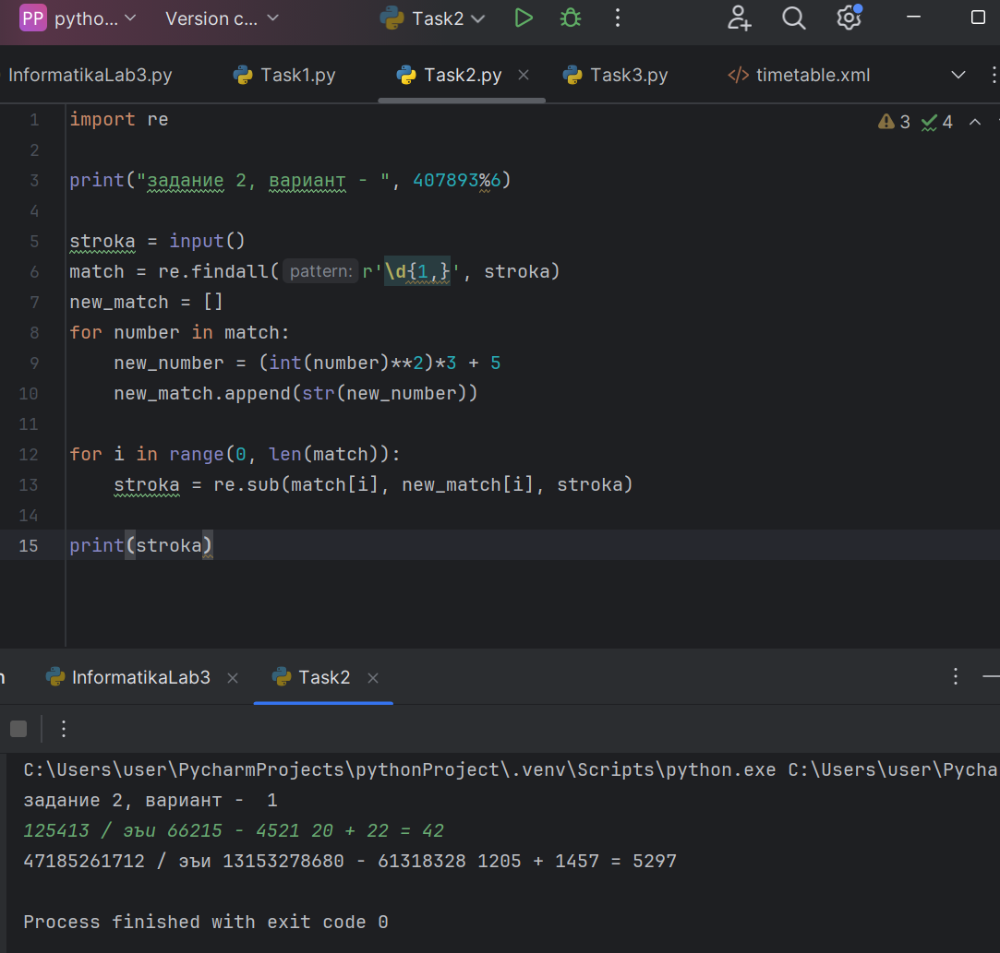 PP pytho... Version c... Task2
InformatikaLab3.py Task1.py Task2.py Task3.py </> timetable.xml
1 import re 3 4
2
3 print("задание 2, вариант - ", 407893%6)
4
5 stroka = input()
6 match = re.findall( pattern: r'\d{1,}', stroka)
7 new_match = []
8 for number in match:
9 new_number = (int(number)**2)*3 + 5
10 new_match.append(str(new_number))
11
12 for i in range(0, len(match)):
13 stroka = re.sub(match[i], new_match[i], stroka)
14
15 print(stroka)
InformatikaLab3 Task2
C:\Users\user\PycharmProjects\pythonProject\.venv\Scripts\python.exe C:\Users\user\Pycha
задание 2, вариант -  1
125413 / эъи 66215 - 4521 20 + 22 = 42
47185261712 / эъи 13153278680 - 61318328 1205 + 1457 = 5297
Process finished with exit code 0